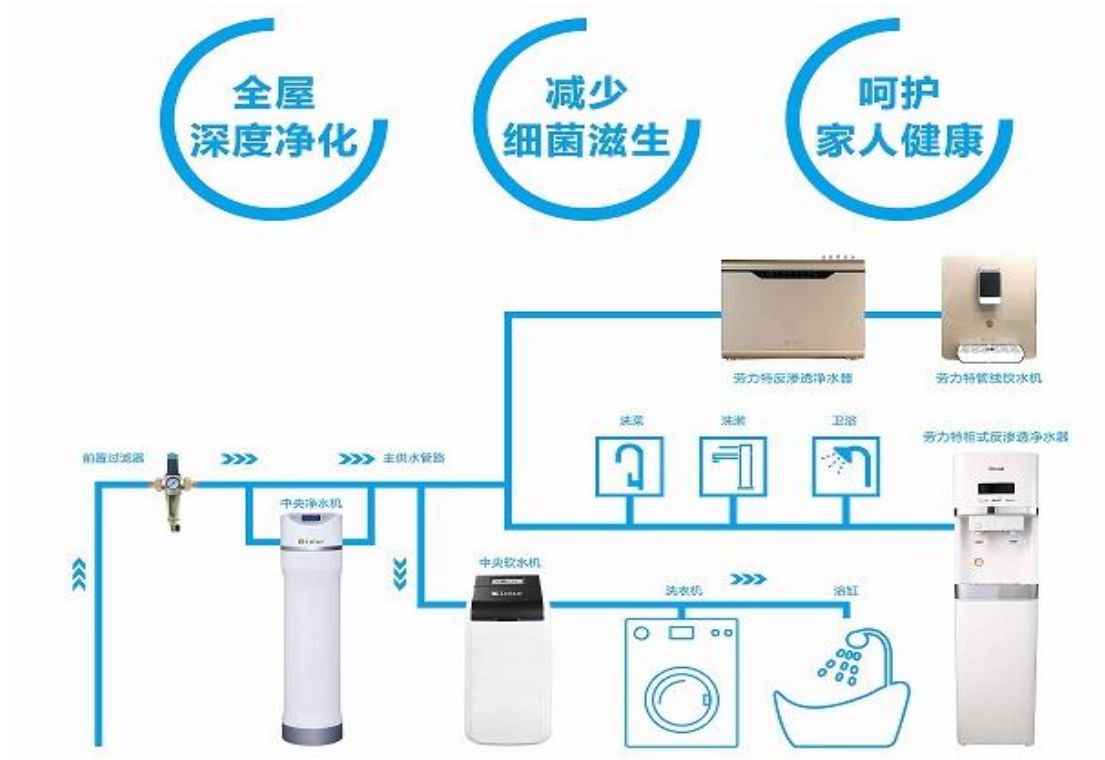 全屋
深度净化
减少
细菌滋生
呵护
家人健康
劳力特反渗透净水器
劳力特管线饮水机
洗菜
洗漱
卫浴
劳力特柜式反渗透净水器
前置过滤器
主供水管路
中央净水机
中央软水机
洗衣机
浴缸